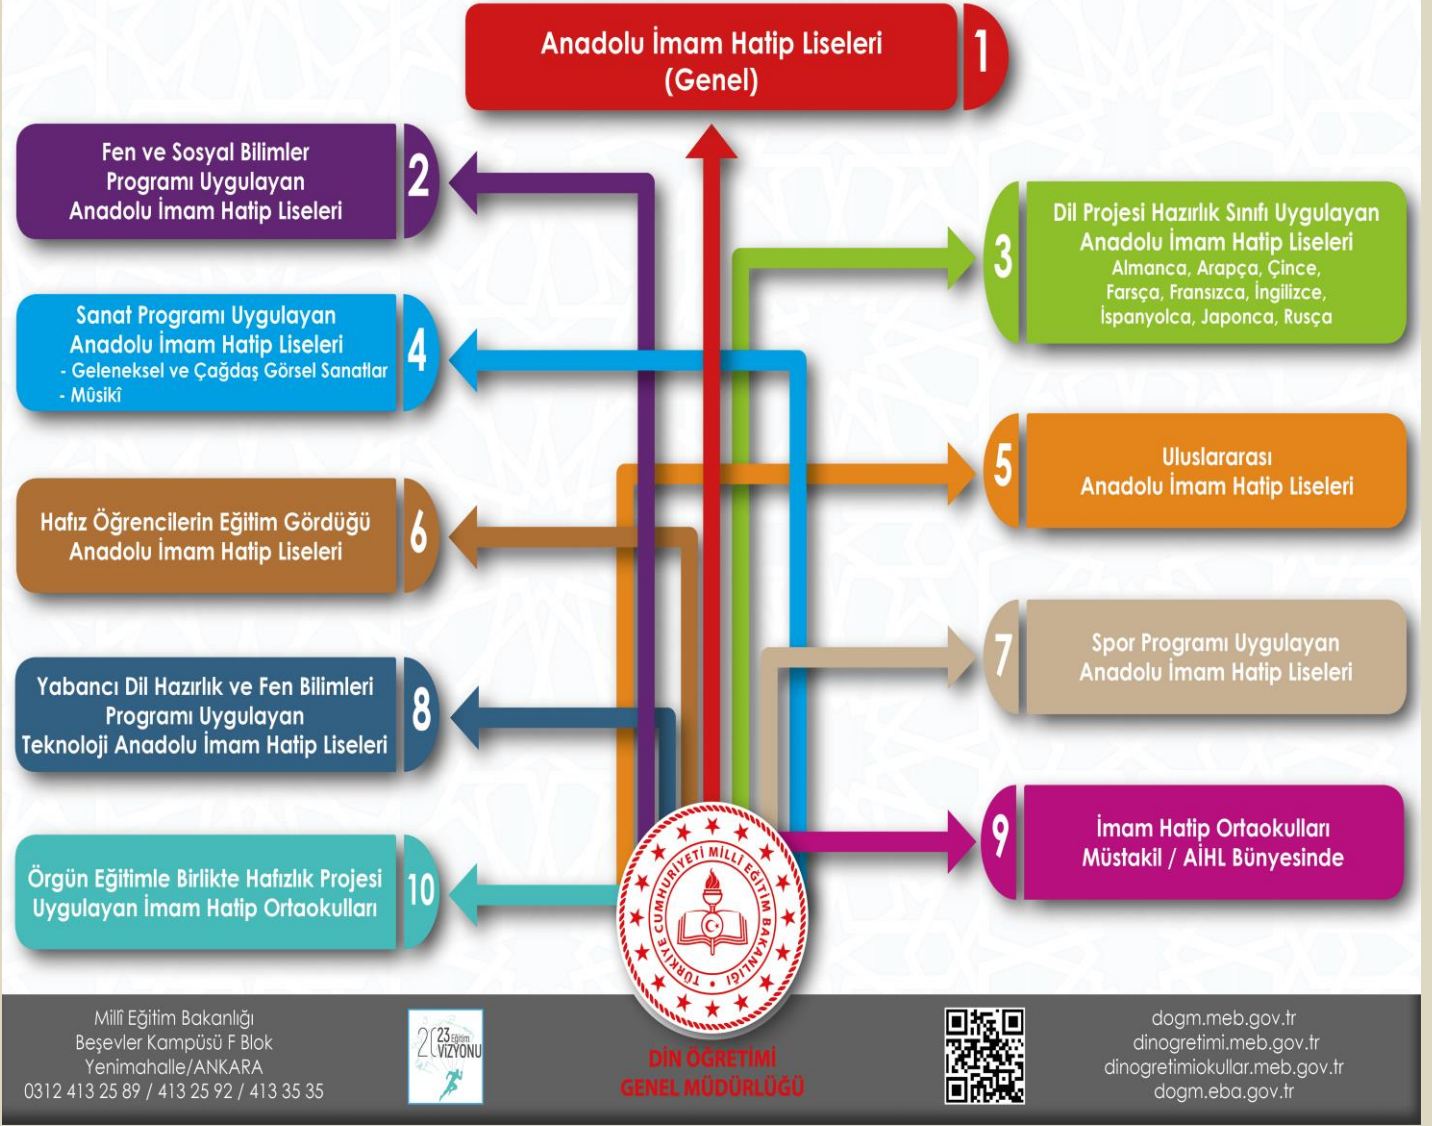 Anadolu İmam Hatip Liseleri
(Genel)
1
Fen ve Sosyal Bilimler
Programı Uygulayan
Anadolu İmam Hatip Liseleri
2
Dil Projesi Hazırlık Sınıfı Uygulayan
Anadolu İmam Hatip Liseleri
Almanca, Arapça, Çince,
Farsça, Fransızca, İngilizce,
İspanyolca, Japonca, Rusça
3
Sanat Programı Uygulayan
Anadolu İmam Hatip Liseleri
- Geleneksel ve Çağdaş Görsel Sanatlar
- Mûsikî
4
Uluslararası
Anadolu İmam Hatip Liseleri
5
Hafız Öğrencilerin Eğitim Gördüğü
Anadolu İmam Hatip Liseleri
6
Spor Programı Uygulayan
Anadolu İmam Hatip Liseleri
7
Yabancı Dil Hazırlık ve Fen Bilimleri
Programı Uygulayan
Teknoloji Anadolu İmam Hatip Liseleri
8
İmam Hatip Ortaokulları
Müstakil / AİHL Bünyesinde
9
Örgün Eğitimle Birlikte Hafızlık Projesi
Uygulayan İmam Hatip Ortaokulları
10
TÜRKİYE CUMHURİYETİ MİLLÎ EĞİTİM BAKANLIĞI
DİN ÖĞRETİMİ
GENEL MÜDÜRLÜĞÜ
Millî Eğitim Bakanlığı
Beşevler Kampüsü F Blok
Yenimahalle/ANKARA
0312 413 25 89 / 413 25 92 / 413 35 35
2023 Eğitim
VİZYONU
dogm.meb.gov.tr
dinogretimi.meb.gov.tr
dinogretimiokullar.meb.gov.tr
dogm.eba.gov.tr